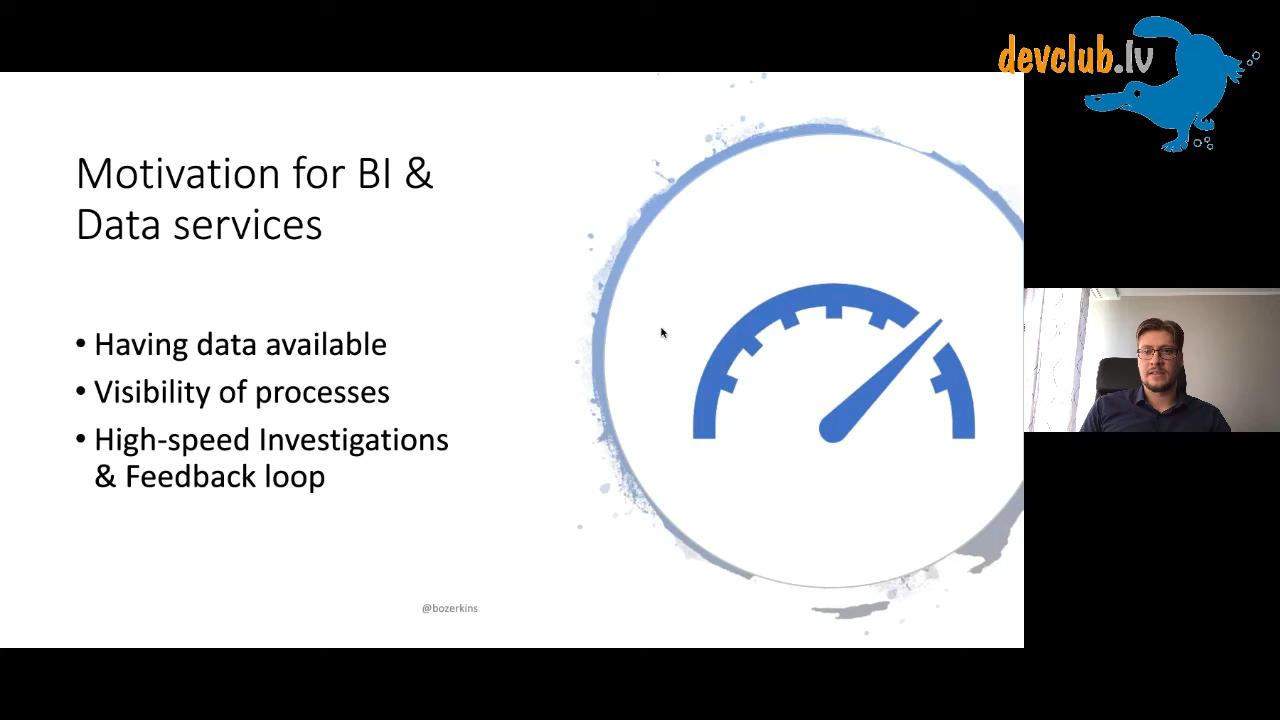 devclub.lv
Motivation for BI &
Data services
• Having data available
• Visibility of processes
• High-speed Investigations
& Feedback loop
@bozerkins